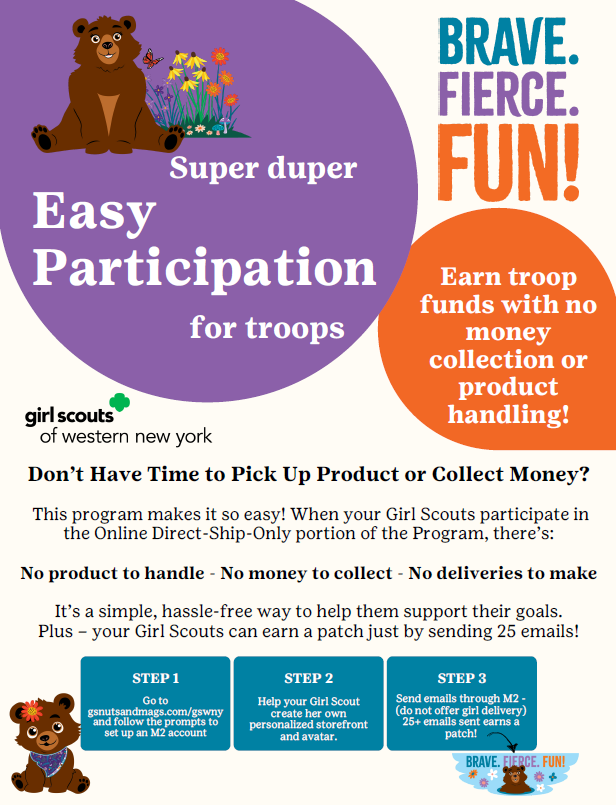 BRAVE.
FIERCE.
FUN!
Super duper
Easy
Participation
for troops
Earn troop
funds with no
money
collection or
product
handling!
girl scouts
of western new york
Don’t Have Time to Pick Up Product or Collect Money?
This program makes it so easy! When your Girl Scouts participate in
the Online Direct-Ship-Only portion of the Program, there’s:
No product to handle - No money to collect - No deliveries to make
It’s a simple, hassle-free way to help them support their goals.
Plus – your Girl Scouts can earn a patch just by sending 25 emails!
STEP 1
Go to
gsnutsandmags.com/gswny
and follow the prompts to
set up an M2 account
STEP 2
Help your Girl Scout
create her own
personalized storefront
and avatar.
STEP 3
Send emails through M2 -
(do not offer girl delivery)
25+ emails sent earns a
patch!
BRAVE. FIERCE. FUN!